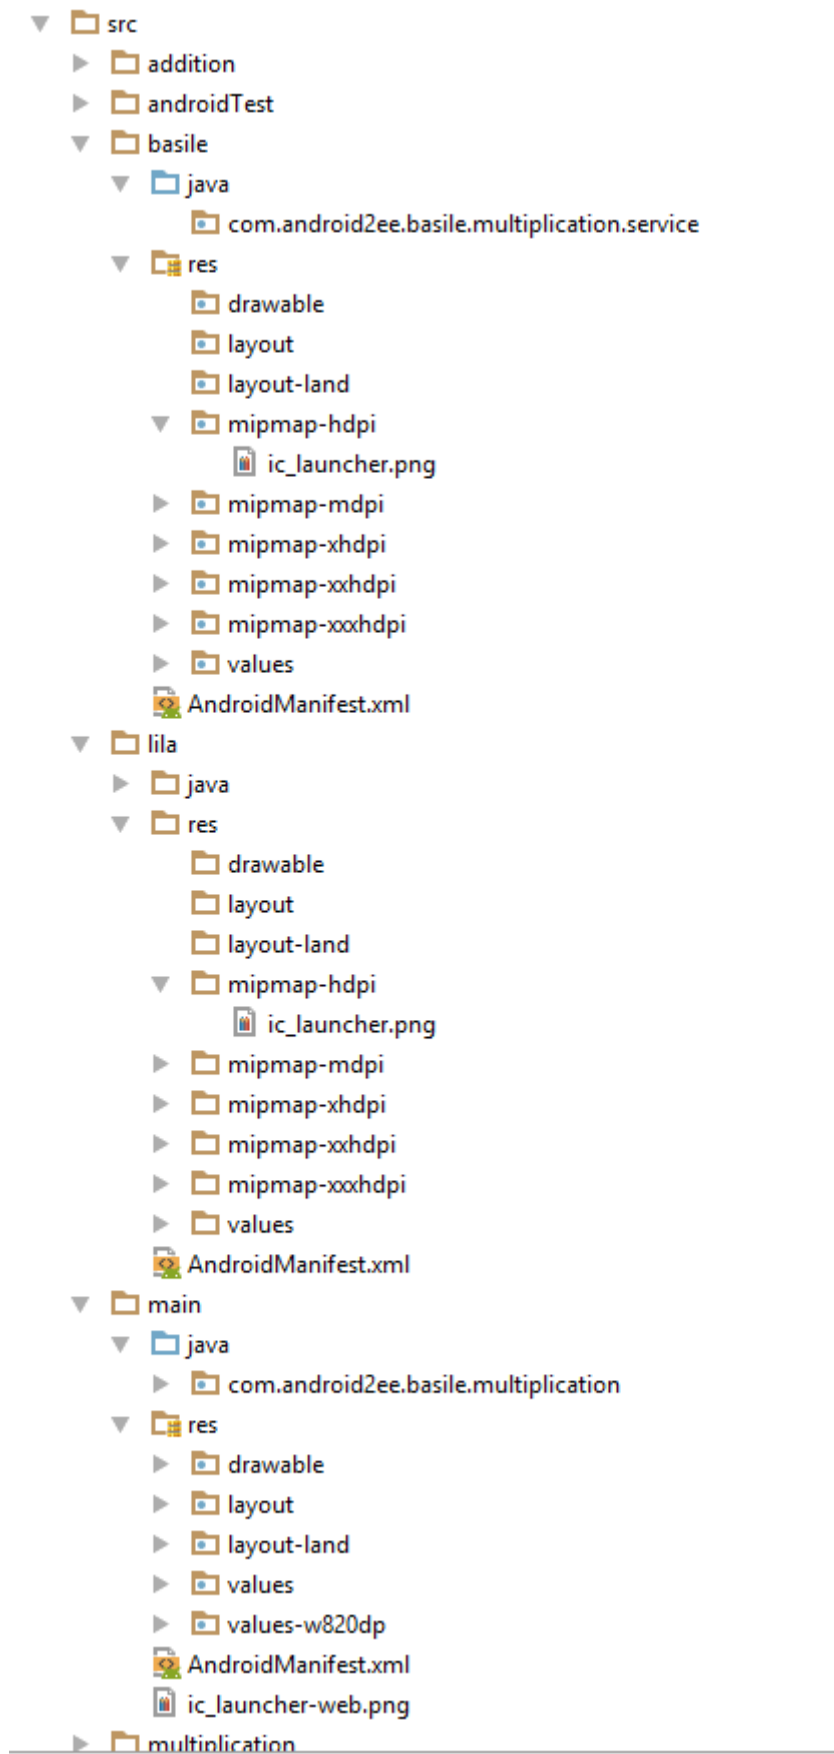 src
addition
androidTest
basile
java
com.android2ee.basile.multiplication.service
res
drawable
layout
layout-land
mipmap-hdpi
ic_launcher.png
mipmap-mdpi
mipmap-xhdpi
mipmap-xxhdpi
mipmap-xxxhdpi
values
AndroidManifest.xml
lila
java
res
drawable
layout
layout-land
mipmap-hdpi
ic_launcher.png
mipmap-mdpi
mipmap-xhdpi
mipmap-xxhdpi
mipmap-xxxhdpi
values
AndroidManifest.xml
main
java
com.android2ee.basile.multiplication
res
drawable
layout
layout-land
values
values-w820dp
AndroidManifest.xml
ic_launcher-web.png
multiplication